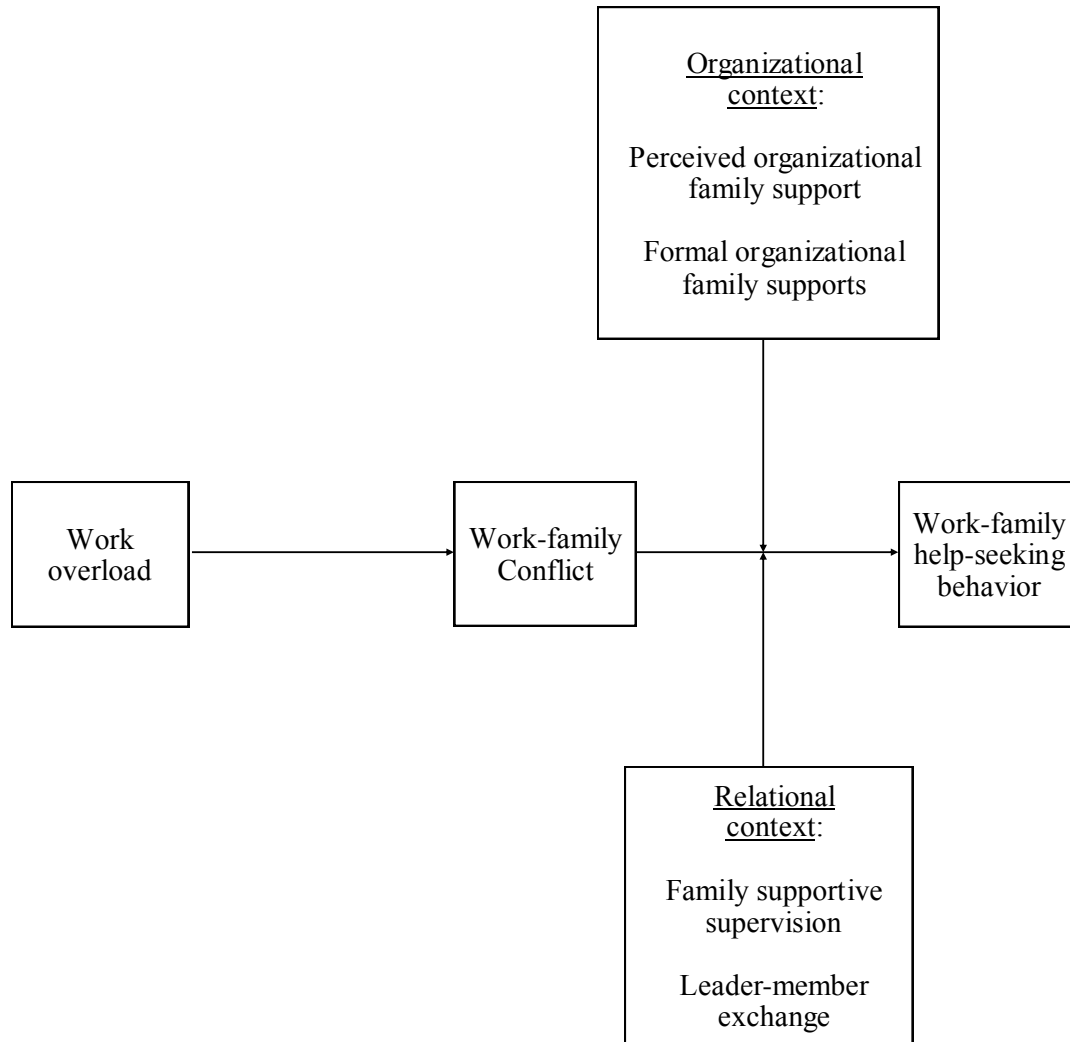 Organizational
context:
Perceived organizational
family support
Formal organizational
family supports
Work
overload
Work-family
Conflict
Work-family
help-seeking
behavior
Relational
context:
Family supportive
supervision
Leader-member
exchange